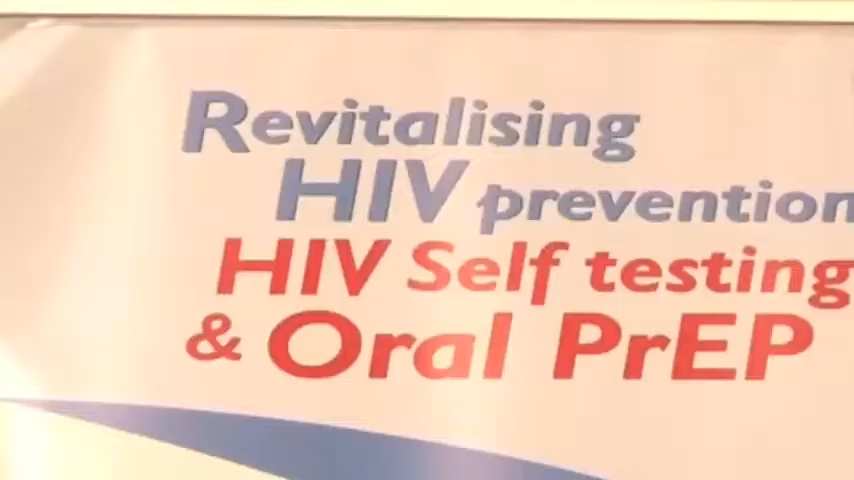 Revitalising
HIV prevention
HIV Self testing
& Oral PrEP